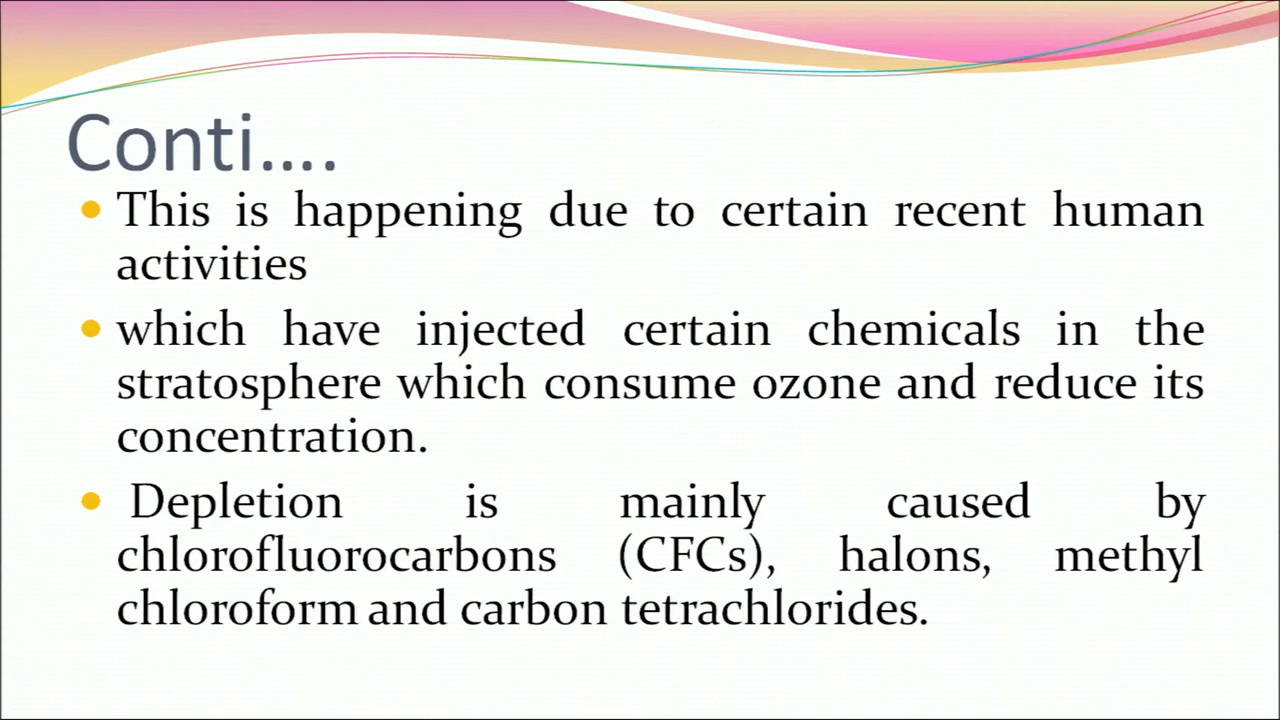 Conti....
This is happening due to certain recent human
activities
which have injected certain chemicals in the
stratosphere which consume ozone and reduce its
concentration.
Depletion is mainly caused by
chlorofluorocarbons (CFCs), halons, methyl
chloroform and carbon tetrachlorides.